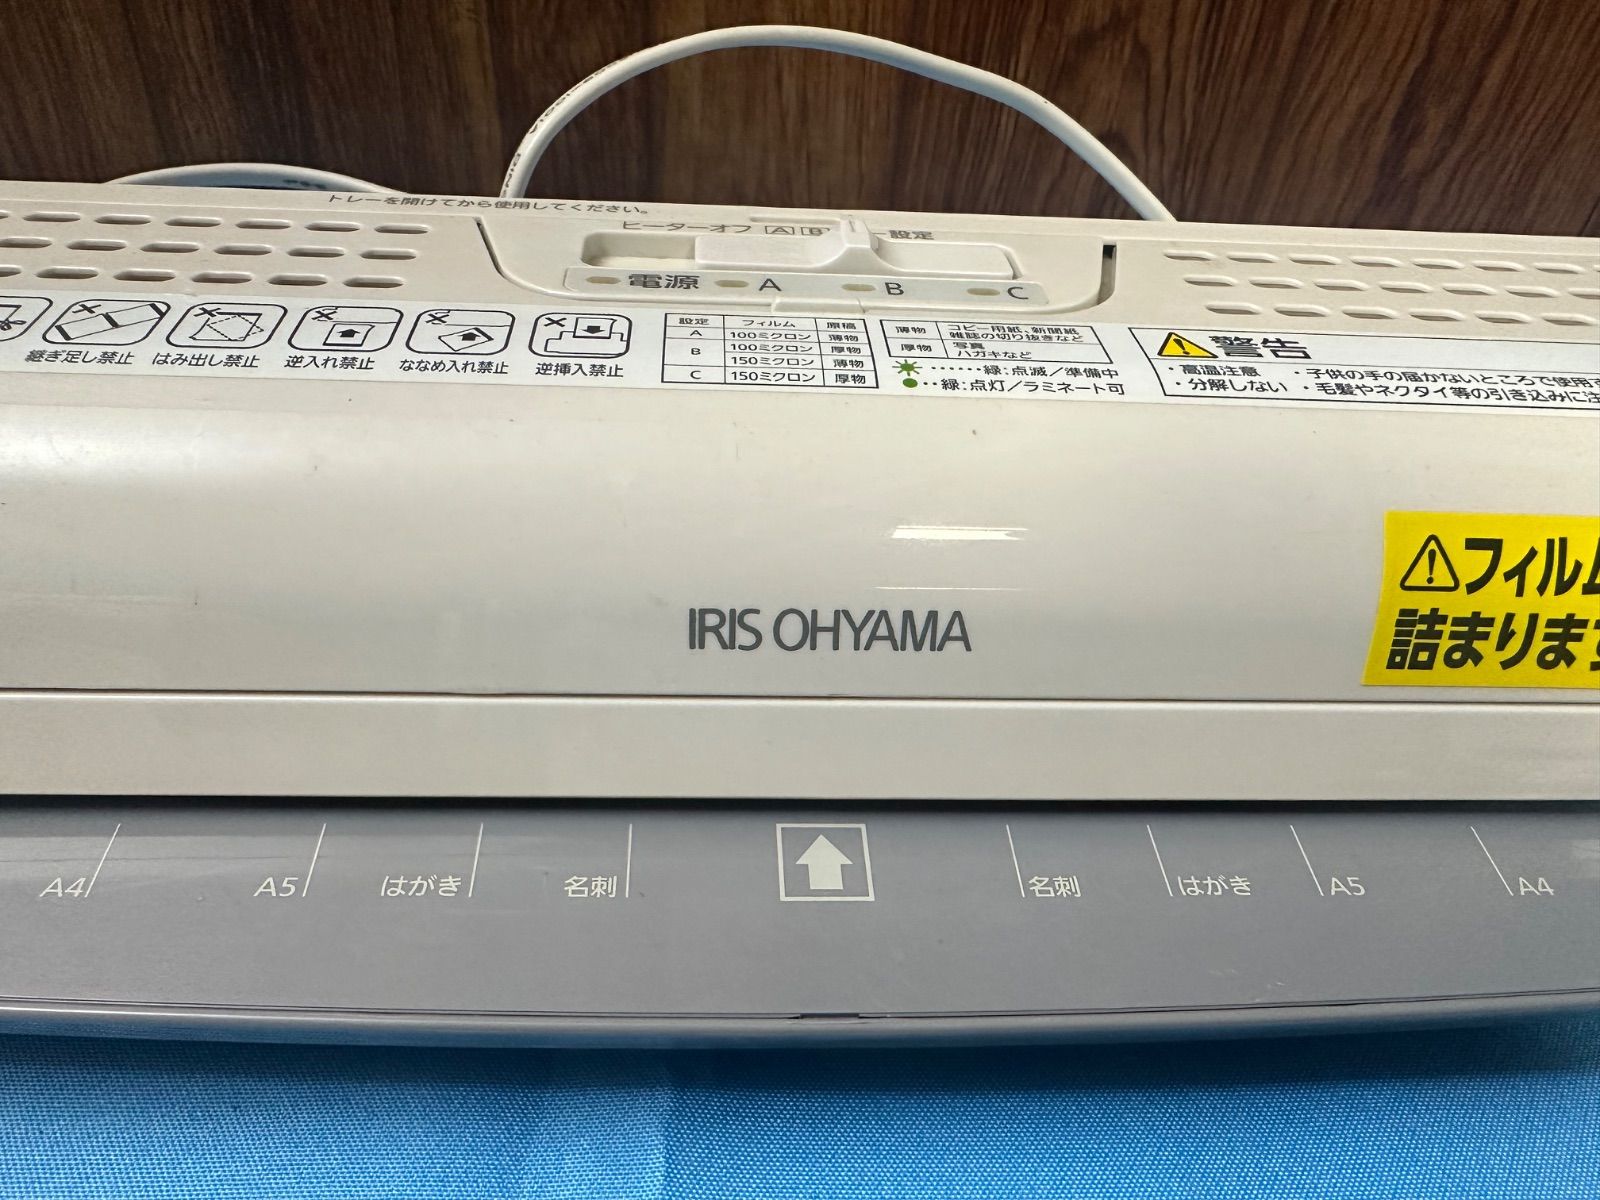 トレーを開けてから使用してください。
ヒーターオフ A B 設定
電源 A B C
継ぎ足し禁止 はみ出し禁止 逆入れ禁止 ななめ入れ禁止 逆挿入禁止
設定 フィルム 原稿
A 100ミクロン 薄物
B 100ミクロン 厚物
150ミクロン 薄物
C 150ミクロン 厚物
薄物 コピー用紙、新聞紙
雑誌の切り抜きなど
厚物 写真
ハガキなど
……緑:点滅/準備中
‥緑:点灯/ラミネート可
警告
・高温注意 ・子供の手の届かないところで使用
・分解しない ・毛髪やネクタイ等の引き込みに注
フィルム
詰まります
IRIS OHYAMA
A4 A5 はがき 名刺 名刺 はがき A5 A4